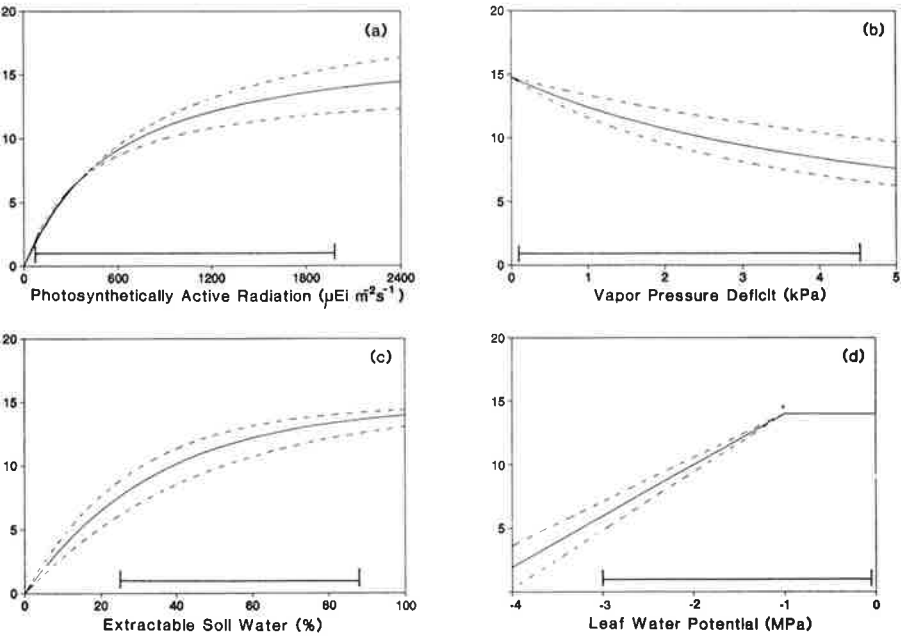 20
(a)
15
10
5
0
0 600 1200 1800 2400
Photosynthetically Active Radiation (μEi m⁻²s⁻¹)
20
(b)
15
10
15
0
0 1 2 3 4 5
Vapor Pressure Deficit (kPa)
20
(c)
15
10
5
0
0 20 40 60 80 100
Extractable Soil Water (%)
20
(d)
15
10
5
0
-4 -3 -2 -1 0
Leaf Water Potential (MPa)